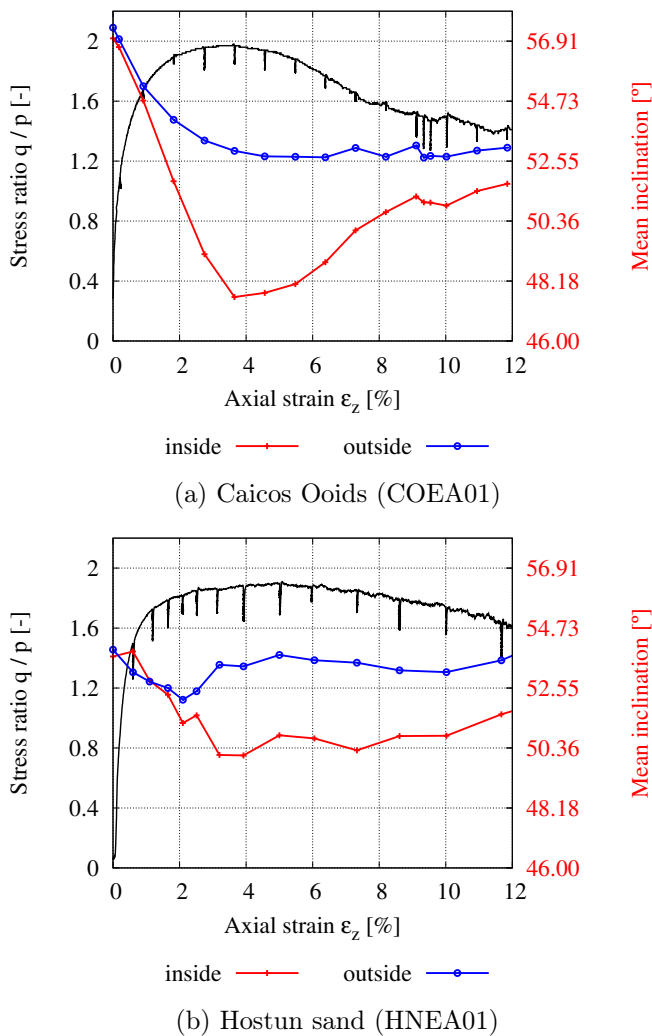 Stress ratio q / p [-]
2
1.6
1.2
0.8
0.4
0
56.91
54.73
52.55
50.36
48.18
46.00
Mean inclination [º]
0 2 4 6 8 10 12
Axial strain ε_z [%]
inside outside
(a) Caicos Ooids (COEA01)
Stress ratio q / p [-]
2
1.6
1.2
0.8
0.4
0
56.91
54.73
52.55
50.36
48.18
46.00
Mean inclination [º]
0 2 4 6 8 10 12
Axial strain ε_z [%]
inside outside
(b) Hostun sand (HNEA01)